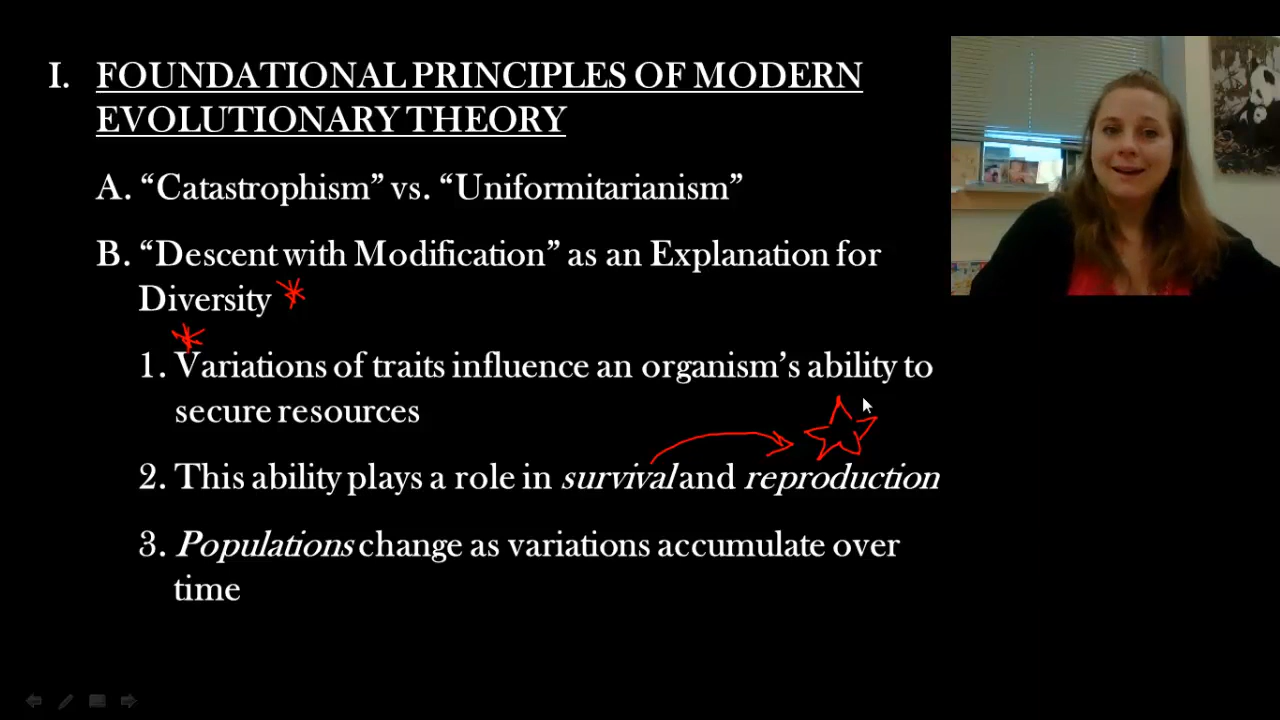 I. FOUNDATIONAL PRINCIPLES OF MODERN
EVOLUTIONARY THEORY
A. “Catastrophism” vs. “Uniformitarianism”
B. “Descent with Modification” as an Explanation for
Diversity
1. Variations of traits influence an organism’s ability to
secure resources
2. This ability plays a role in survival and reproduction
3. Populations change as variations accumulate over
time